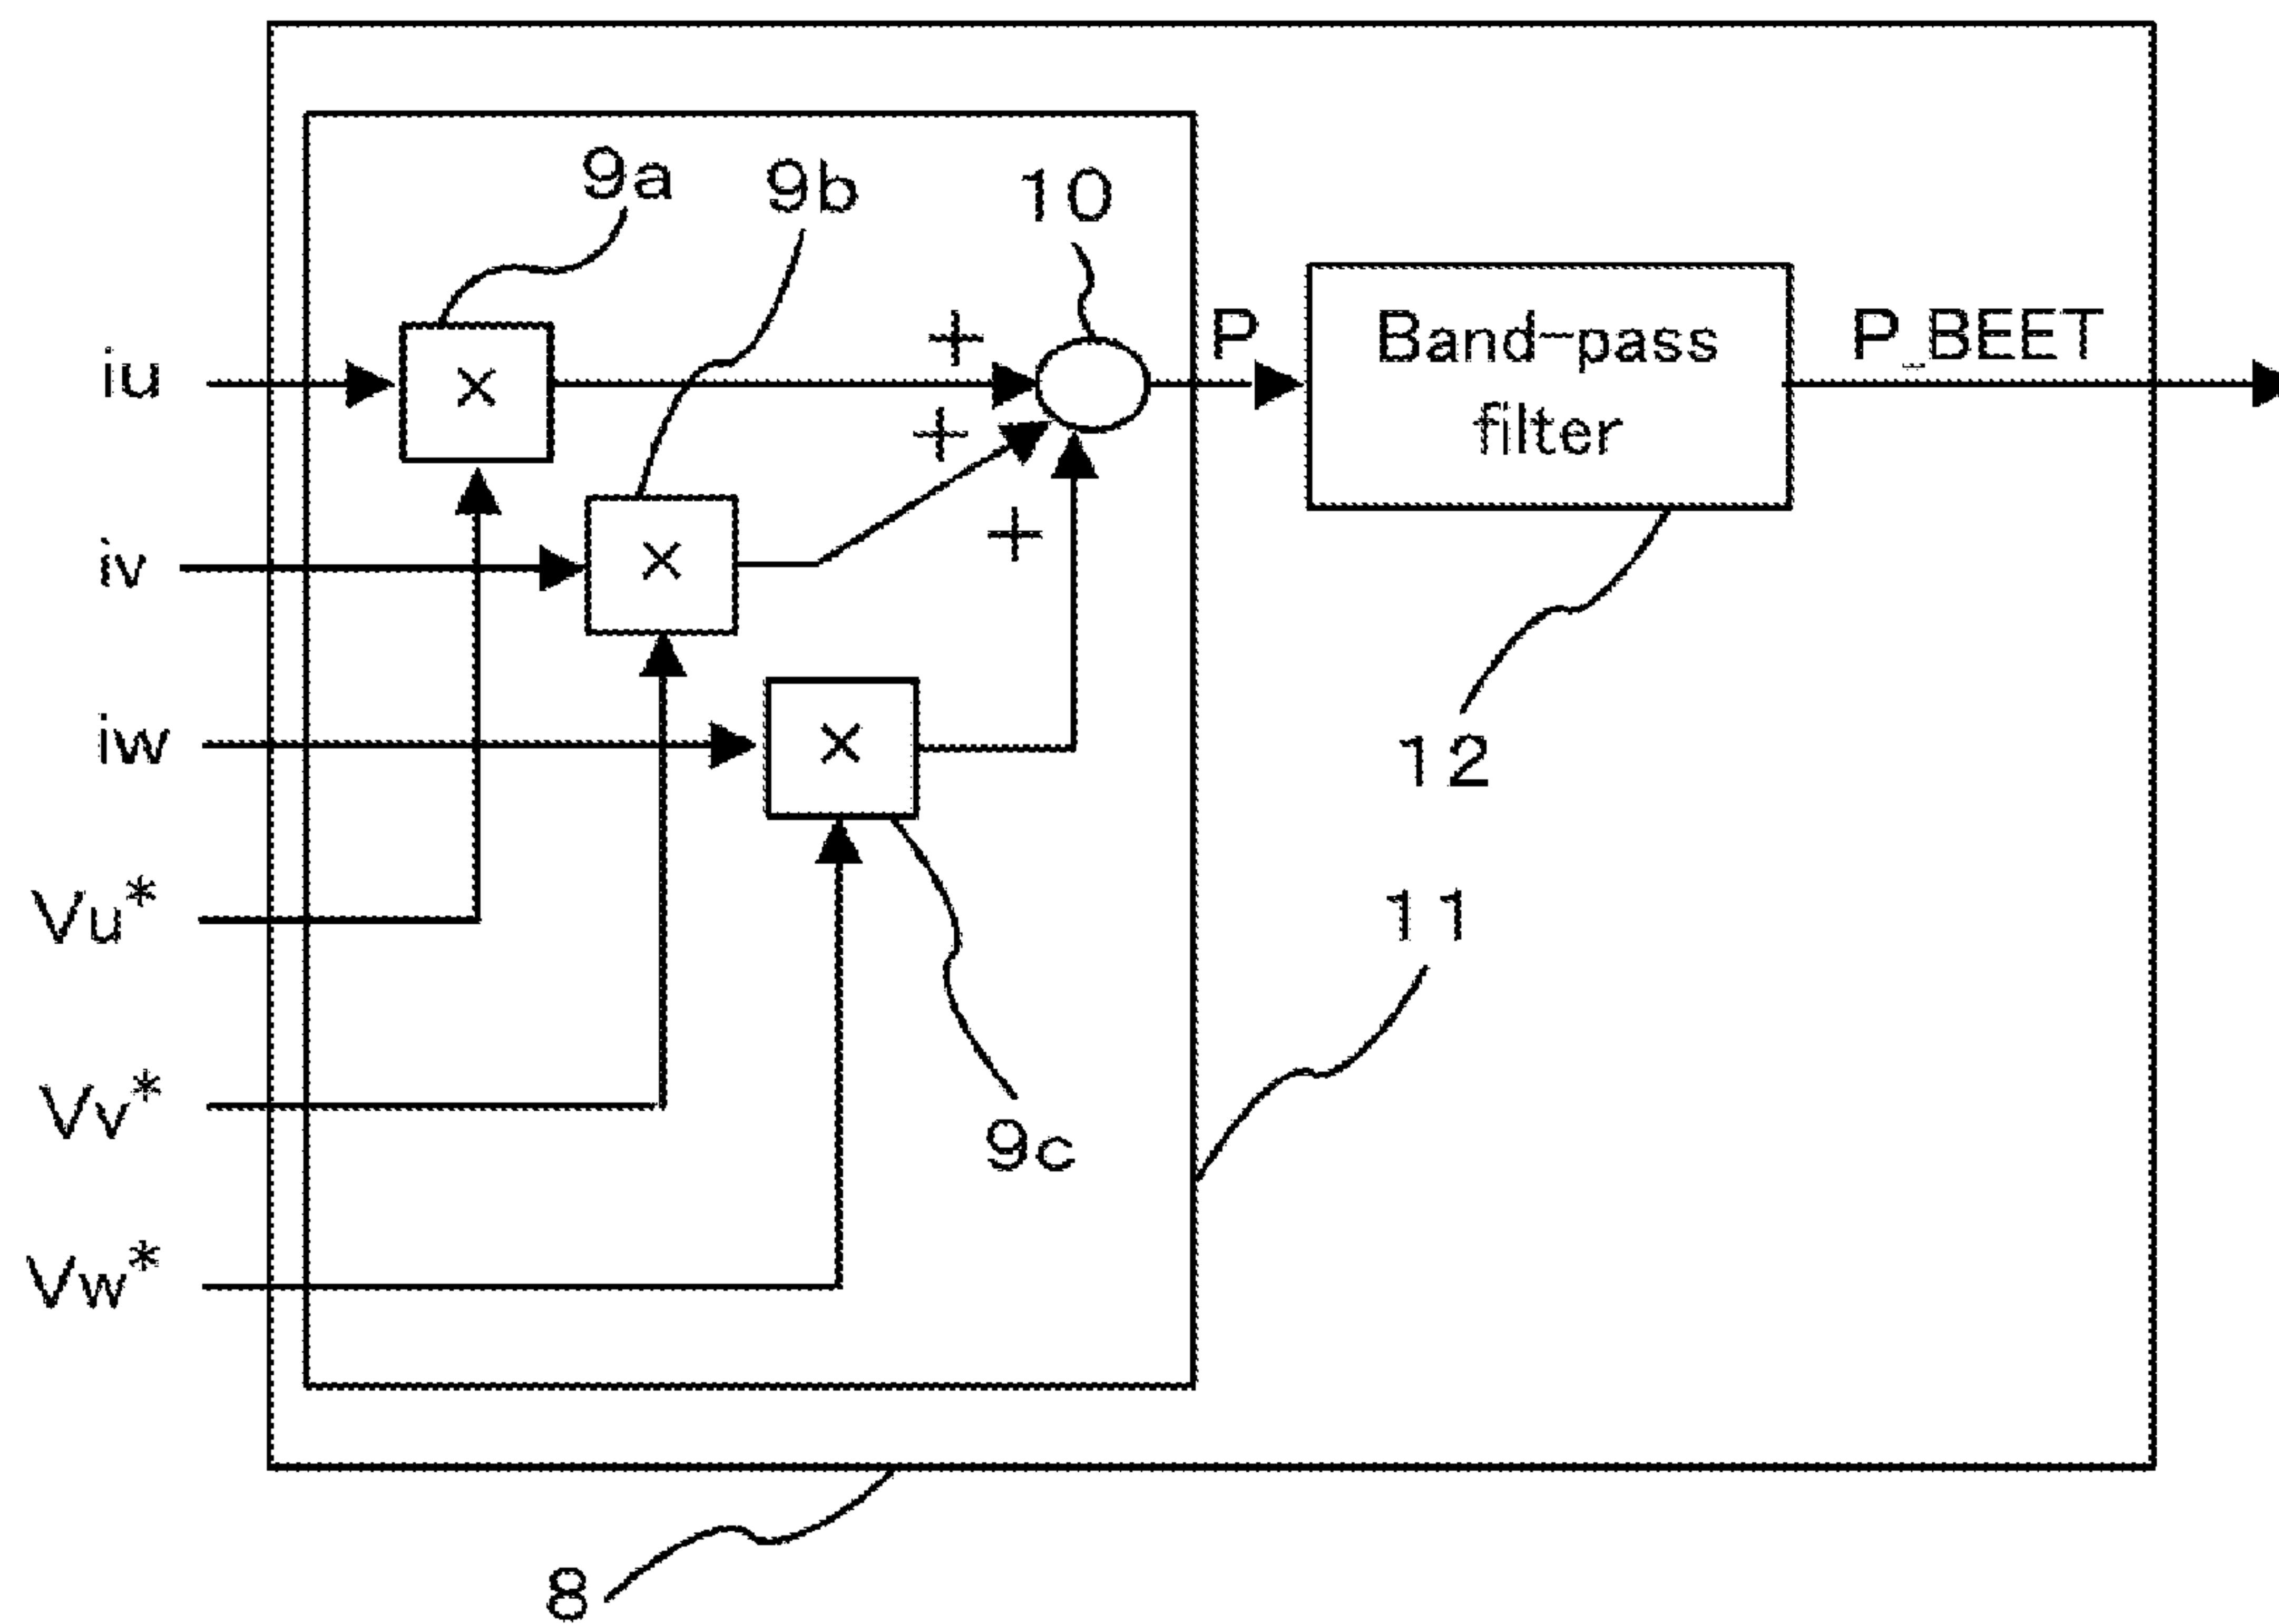 9a
9b
10
iu
×
+
P
Band-pass
filter
P_BEET
+
iv
×
+
iw
×
12
Vu*
11
Vv*
9c
Vw*
8